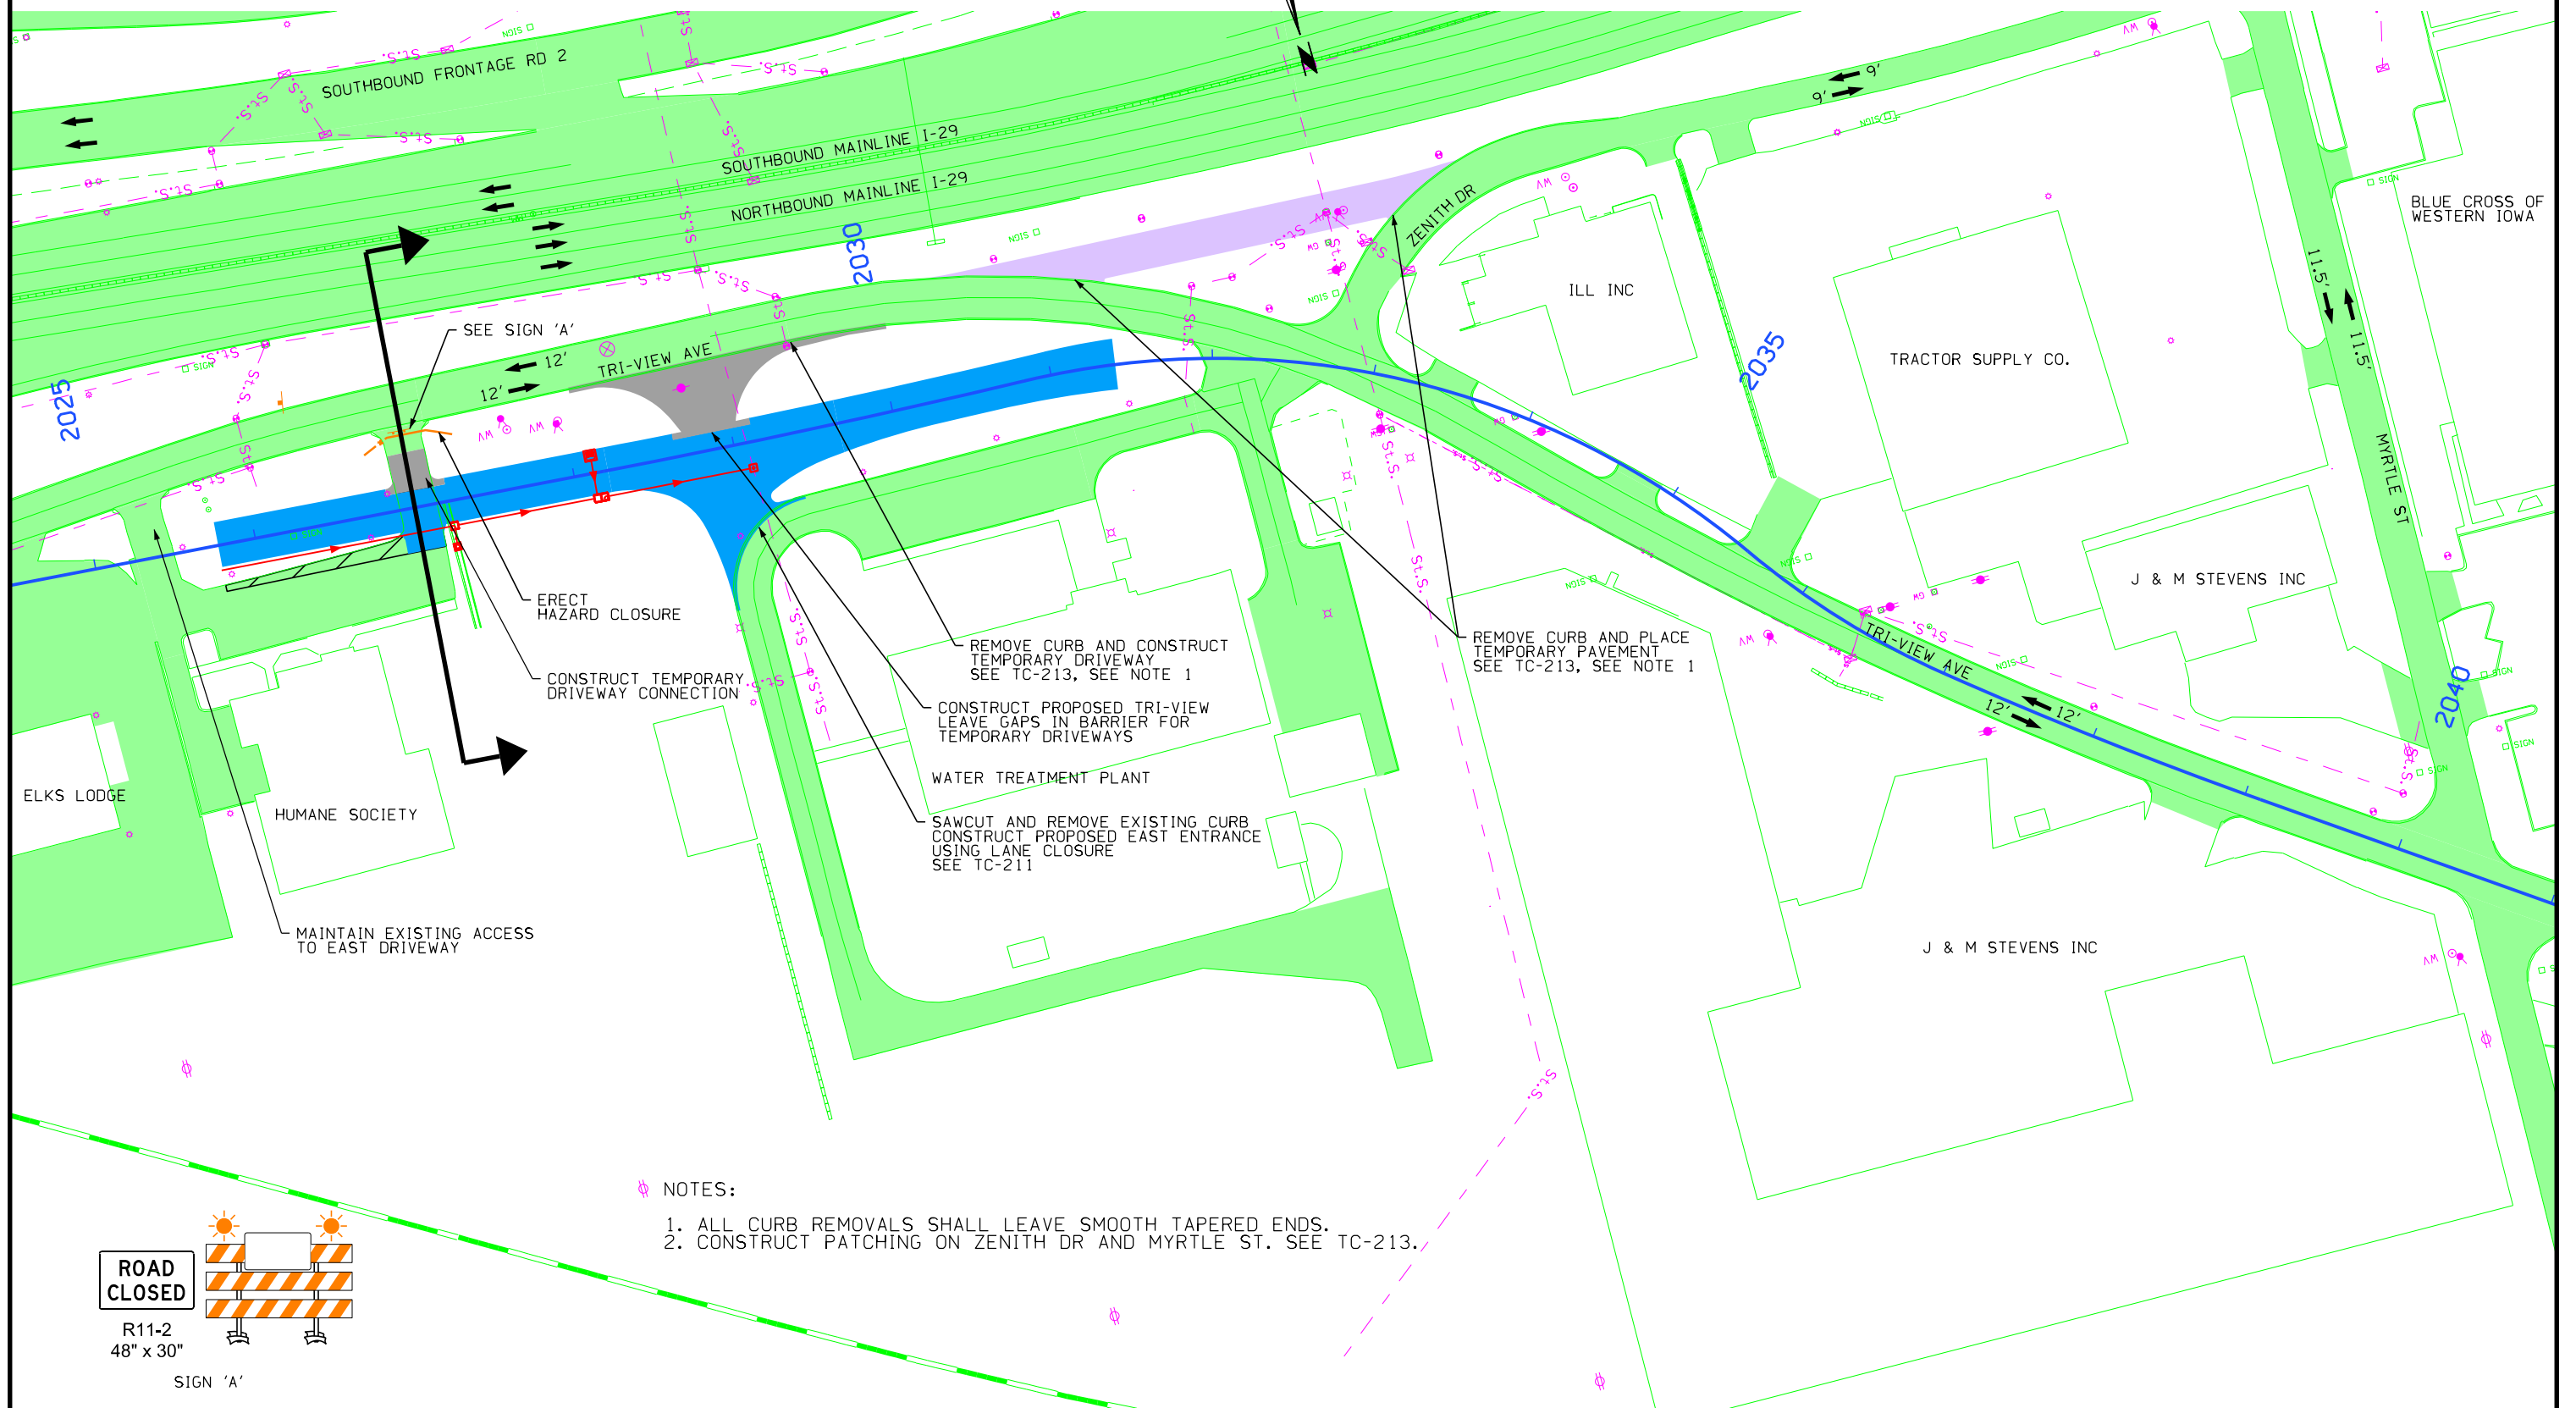 SOUTHBOUND FRONTAGE RD 2
SOUTHBOUND MAINLINE I-29
NORTHBOUND MAINLINE I-29
9'
9'
ZENITH DR
BLUE CROSS OF
WESTERN IOWA
2030
ILL INC
11.5'
11.5'
SEE SIGN 'A'
TRI-VIEW AVE
12'
12'
2025
2035
TRACTOR SUPPLY CO.
MYRTLE ST
ERECT
HAZARD CLOSURE
J & M STEVENS INC
REMOVE CURB AND CONSTRUCT
TEMPORARY DRIVEWAY
SEE TC-213, SEE NOTE 1
REMOVE CURB AND PLACE
TEMPORARY PAVEMENT
SEE TC-213, SEE NOTE 1
TRI-VIEW AVE
12'
12'
2040
CONSTRUCT TEMPORARY
DRIVEWAY CONNECTION
CONSTRUCT PROPOSED TRI-VIEW
LEAVE GAPS IN BARRIER FOR
TEMPORARY DRIVEWAYS
WATER TREATMENT PLANT
ELKS LODGE
HUMANE SOCIETY
SAWCUT AND REMOVE EXISTING CURB
CONSTRUCT PROPOSED EAST ENTRANCE
USING LANE CLOSURE
SEE TC-211
MAINTAIN EXISTING ACCESS
TO EAST DRIVEWAY
J & M STEVENS INC
St.S.
SIGN
WV
GW
NOTES:
1. ALL CURB REMOVALS SHALL LEAVE SMOOTH TAPERED ENDS.
2. CONSTRUCT PATCHING ON ZENITH DR AND MYRTLE ST. SEE TC-213.
ROAD
CLOSED
R11-2
48" x 30"
SIGN 'A'